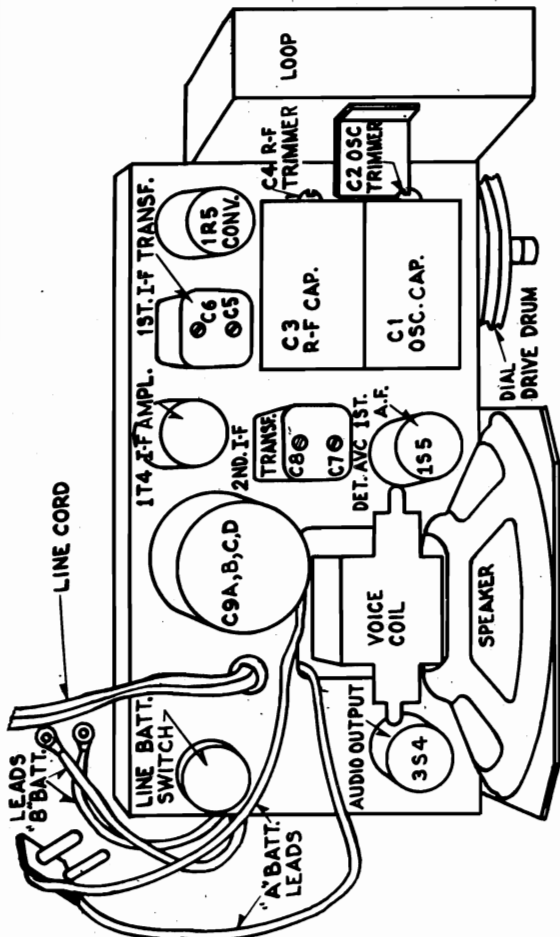 LINE CORD
LEADS
"B" BATT.
LINE BATT.
SWITCH
"A" BATT.
LEADS
C9A,B,C,D
1T4 I-F AMPL.
1ST. I-F TRANSF.
C6
C5
1R5
CONV.
2ND. I-F
TRANSF.
C8
C7
C3
R-F CAP.
C1
OSC. CAP.
C4 R-F
TRIMMER
C2 OSC
TRIMMER
LOOP
DET. AVC 1ST.
A.F.
1S5
AUDIO OUTPUT
3S4
VOICE
COIL
SPEAKER
DIAL
DRIVE DRUM